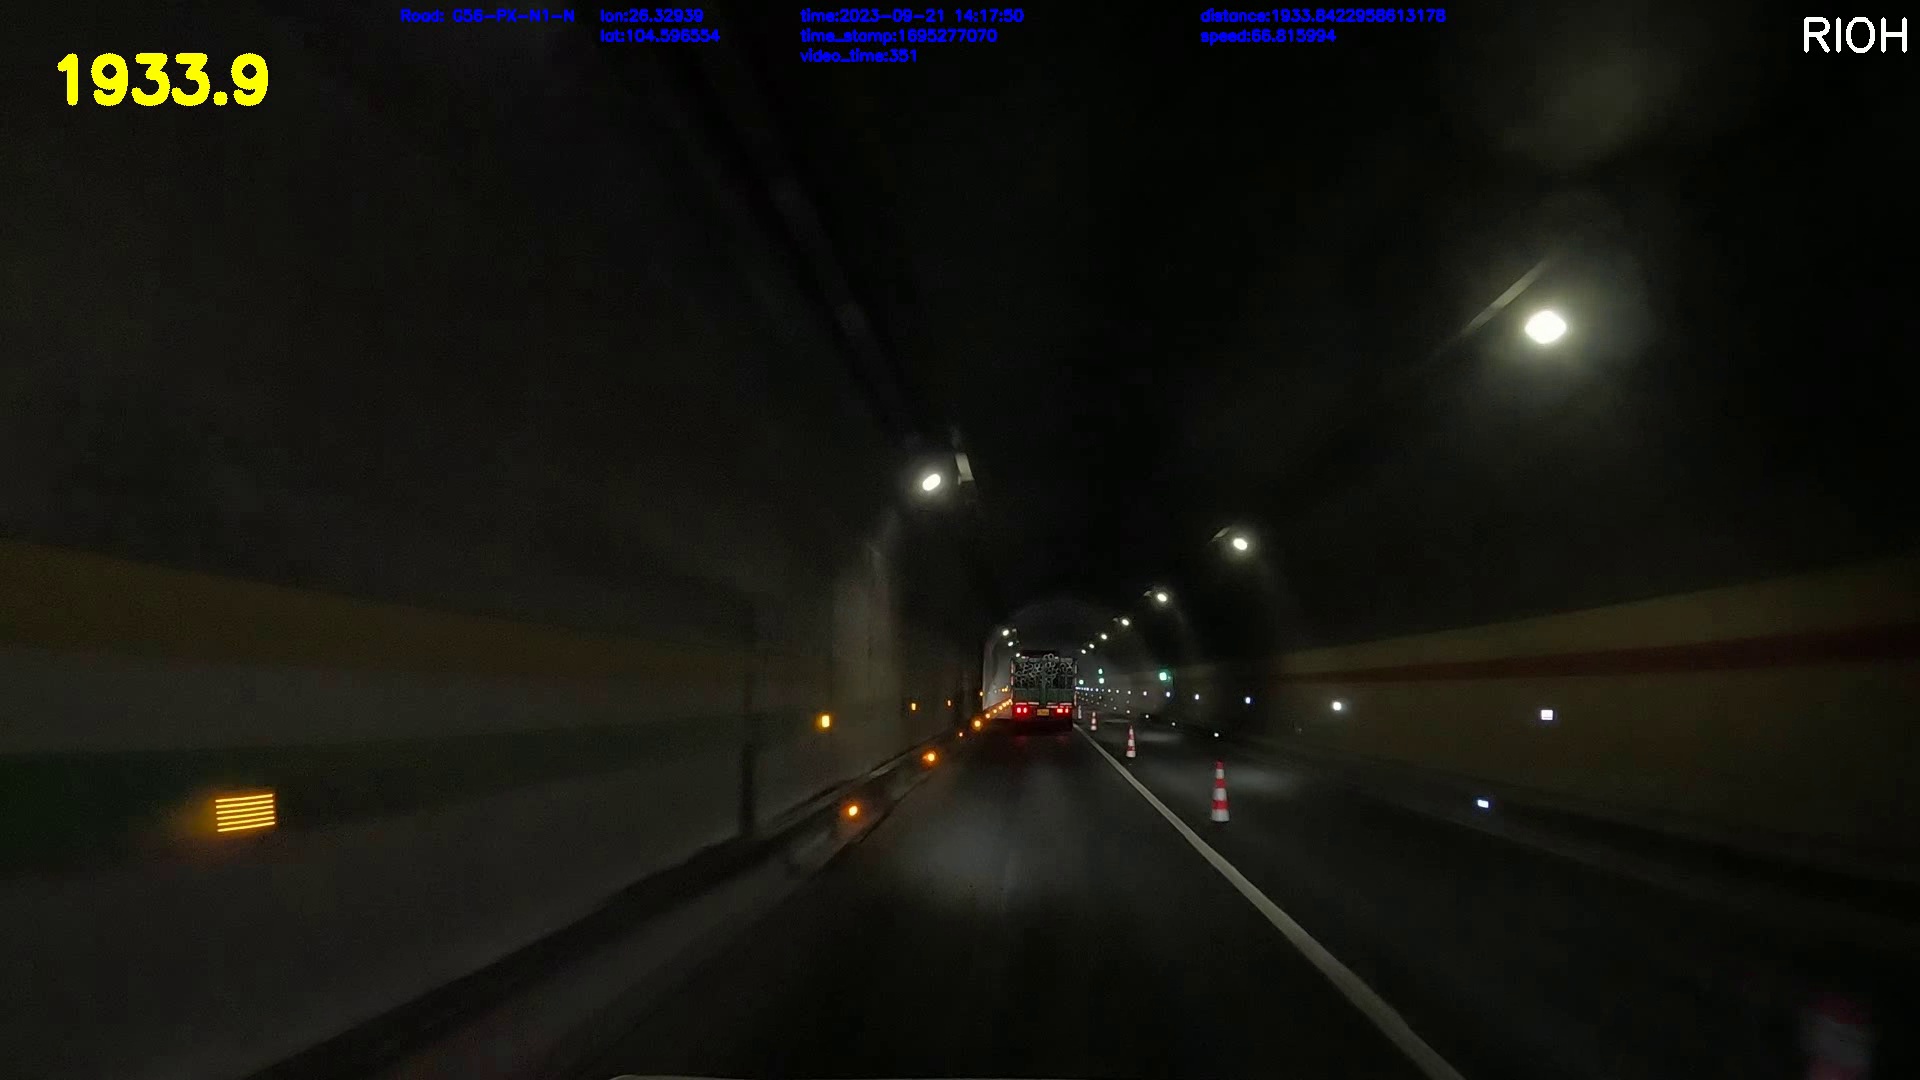 Road: G56-PX-N1-N
lon:26.32939
lat:104.596554
time:2023-09-21 14:17:50
time_stamp:1695277070
video_time:351
distance:1933.8422958613178
speed:66.815994
RIOH
1933.9